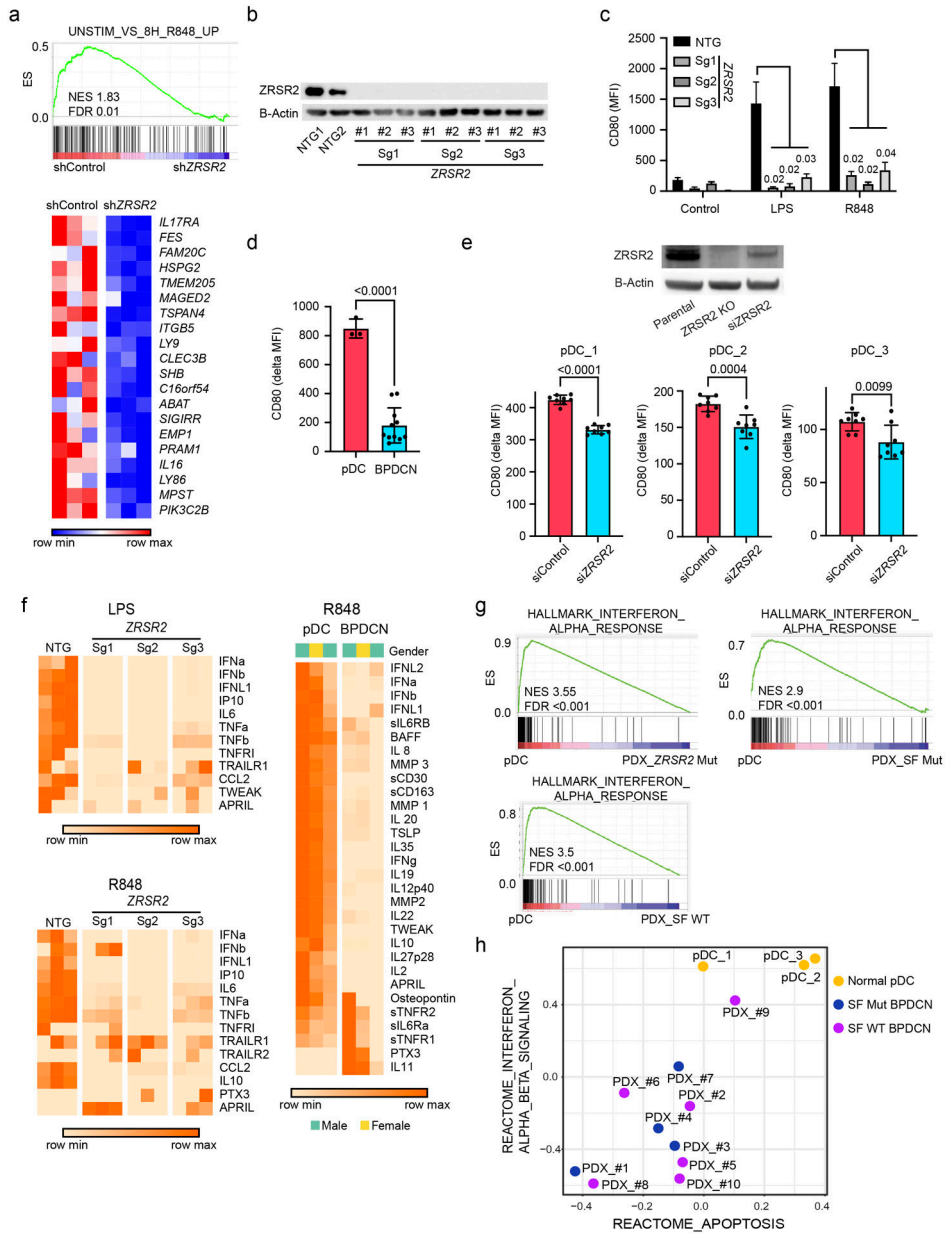 a
UNSTIM_VS_8H_R848_UP
0.5
ES
NES 1.83
FDR 0.01
0.0
shControl
shZRSR2
shControl shZRSR2
IL17RA
FES
FAM20C
HSPG2
TMEM205
MAGED2
TSPAN4
ITGB5
LY9
CLEC3B
SHB
C16orf54
ABAT
SIGIRR
EMP1
PRAM1
IL16
LY86
MPST
PIK3C2B
row min
row max
b
ZRSR2
B-Actin
NTG1
NTG2
#1 #2 #3
#1 #2 #3
#1 #2 #3
Sg1
Sg2
Sg3
ZRSR2
c
CD80 (MFI)
2500
2000
1500
1000
500
0
NTG
Sg1
Sg2
Sg3
ZRSR2
0.02
0.02
0.03
0.02
0.02
0.04
Control
LPS
R848
d
CD80 (delta MFI)
1000
800
600
400
200
0
<0.0001
pDC
BPDCN
e
ZRSR2
B-Actin
Parental
ZRSR2 KO
siZRSR2
pDC_1
<0.0001
CD80 (delta MFI)
400
300
200
100
0
siControl
siZRSR2
pDC_2
0.0004
CD80 (delta MFI)
200
150
100
50
0
siControl
siZRSR2
pDC_3
0.0099
CD80 (delta MFI)
100
50
0
siControl
siZRSR2
f
LPS
ZRSR2
NTG
Sg1
Sg2
Sg3
IFNa
IFNb
IFNL1
IP10
IL6
TNFa
TNFb
TNFRI
TRAILR1
CCL2
TWEAK
APRIL
row min
row max
R848
ZRSR2
NTG
Sg1
Sg2
Sg3
IFNa
IFNb
IFNL1
IP10
IL6
TNFa
TNFb
TNFRI
TRAILR1
TRAILR2
CCL2
IL10
PTX3
APRIL
row min
row max
R848
pDC
BPDCN
Gender
IFNL2
IFNa
IFNb
IFNL1
sIL6RB
BAFF
IL 8
MMP 3
sCD30
sCD163
MMP 1
IL 20
TSLP
IL35
IFNg
IL19
IL12p40
MMP2
IL22
TWEAK
IL10
IL27p28
IL2
APRIL
Osteopontin
sTNFR2
sIL6Ra
sTNFR1
PTX3
IL11
row min
row max
Male
Female
g
HALLMARK_INTERFERON_
ALPHA_RESPONSE
0.9
ES
NES 3.55
FDR <0.001
0.0
pDC
PDX_ZRSR2 Mut
HALLMARK_INTERFERON_
ALPHA_RESPONSE
0.7
ES
NES 2.9
FDR <0.001
0.0
pDC
PDX_SF Mut
HALLMARK_INTERFERON_
ALPHA_RESPONSE
0.9
ES
NES 3.5
FDR <0.001
0.0
pDC
PDX_SF WT
h
REACTOME_INTERFERON_
ALPHA_BETA_SIGNALING
0.4
0.0
−0.4
−0.4
−0.2
0.0
0.2
0.4
REACTOME_APOPTOSIS
pDC_1
pDC_3
pDC_2
PDX_#9
PDX_#7
PDX_#6
PDX_#2
PDX_#4
PDX_#3
PDX_#5
PDX_#1
PDX_#8
PDX_#10
Normal pDC
SF Mut BPDCN
SF WT BPDCN